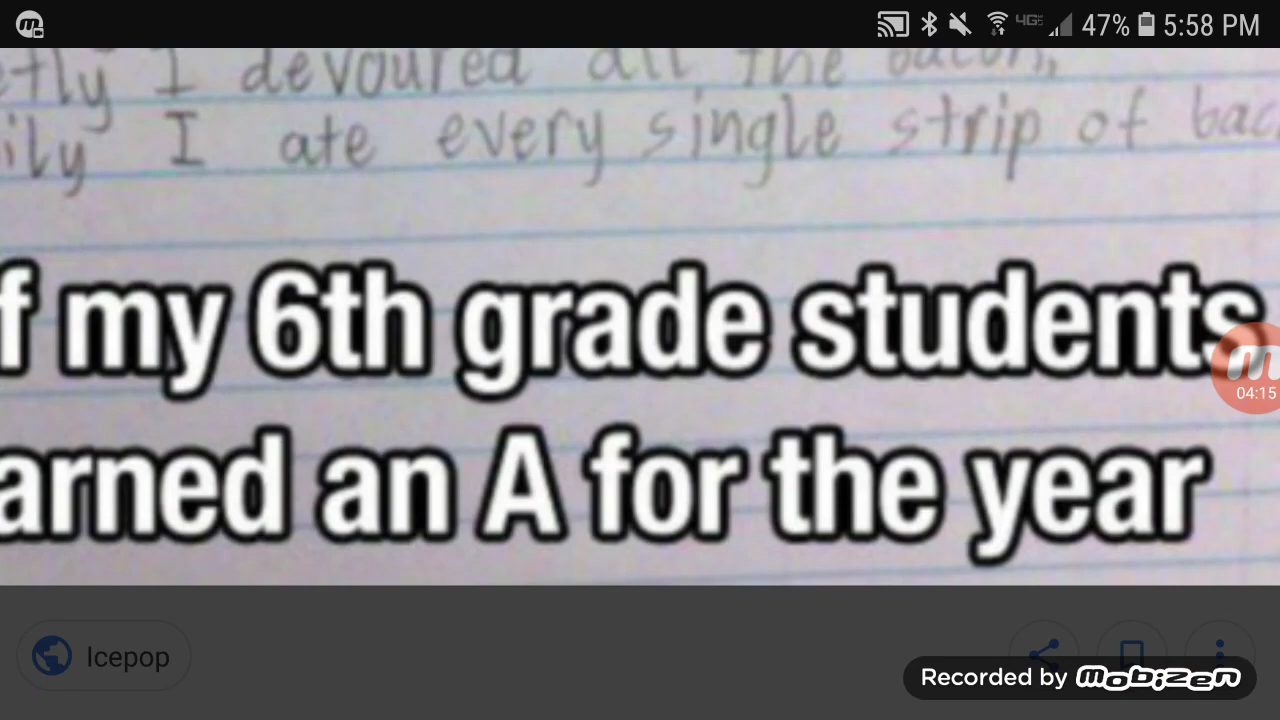 47% 5:58 PM
I devoured all the bacon,
I ate every single strip of
my 6th grade students
an A for the year
04:15
Icepop
Recorded by mobizen